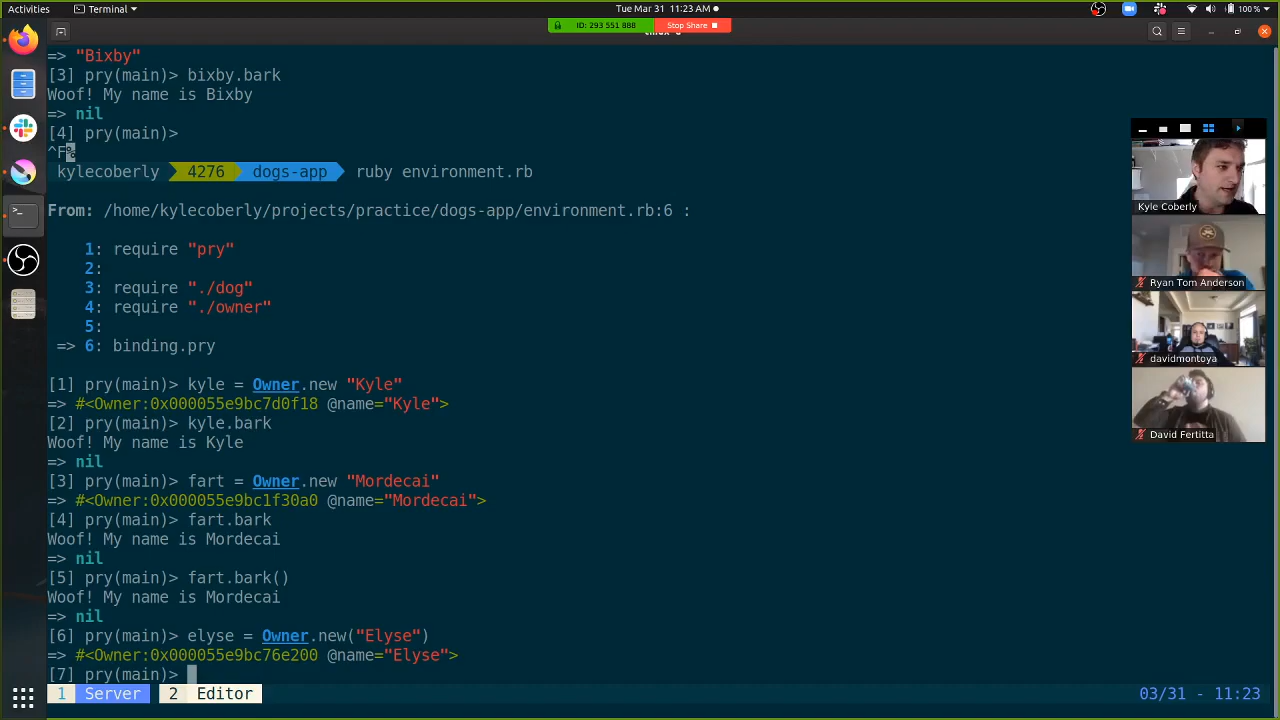 Activities
Terminal
Tue Mar 31 11:23 AM
100 %
ID: 293 551 888
Stop Share
=> "Bixby"
[3] pry(main)> bixby.bark
Woof! My name is Bixby
=> nil
[4] pry(main)>
kylecoberly 4276 dogs-app ruby environment.rb
From: /home/kylecoberly/projects/practice/dogs-app/environment.rb:6 :
1: require "pry"
2:
3: require "./dog"
4: require "./owner"
5:
=> 6: binding.pry
[1] pry(main)> kyle = Owner.new "Kyle"
=> #<Owner:0x000055e9bc7d0f18 @name="Kyle">
[2] pry(main)> kyle.bark
Woof! My name is Kyle
=> nil
[3] pry(main)> fart = Owner.new "Mordecai"
=> #<Owner:0x000055e9bc1f30a0 @name="Mordecai">
[4] pry(main)> fart.bark
Woof! My name is Mordecai
=> nil
[5] pry(main)> fart.bark()
Woof! My name is Mordecai
=> nil
[6] pry(main)> elyse = Owner.new("Elyse")
=> #<Owner:0x000055e9bc76e200 @name="Elyse">
[7] pry(main)>
1 Server 2 Editor
03/31 - 11:23
Kyle Coberly
Ryan Tom Anderson
davidmontoya
David Fertitta